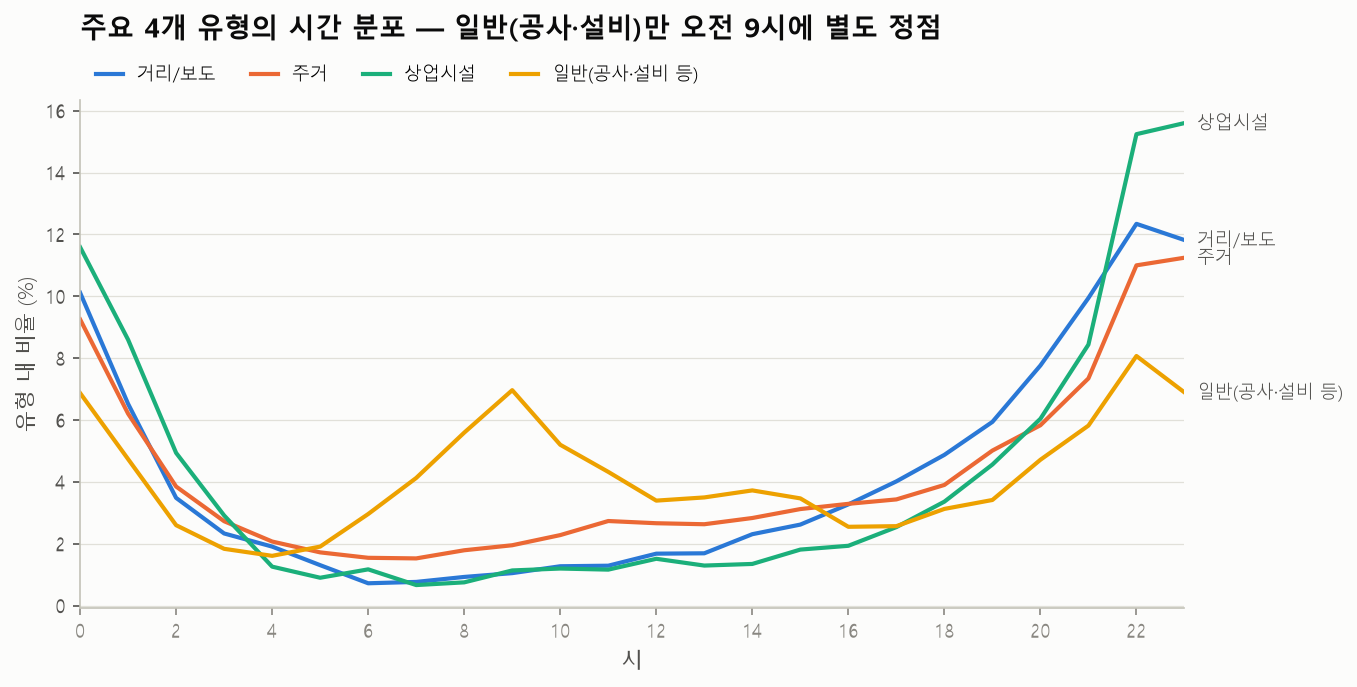 주요 4개 유형의 시간 분포 — 일반(공사·설비)만 오전 9시에 별도 정점
거리/보도 주거 상업시설 일반(공사·설비 등)
유형 내 비율 (%)
16
14
12
10
8
6
4
2
0
상업시설
거리/보도
주거
일반(공사·설비 등)
0 2 4 6 8 10 12 14 16 18 20 22
시